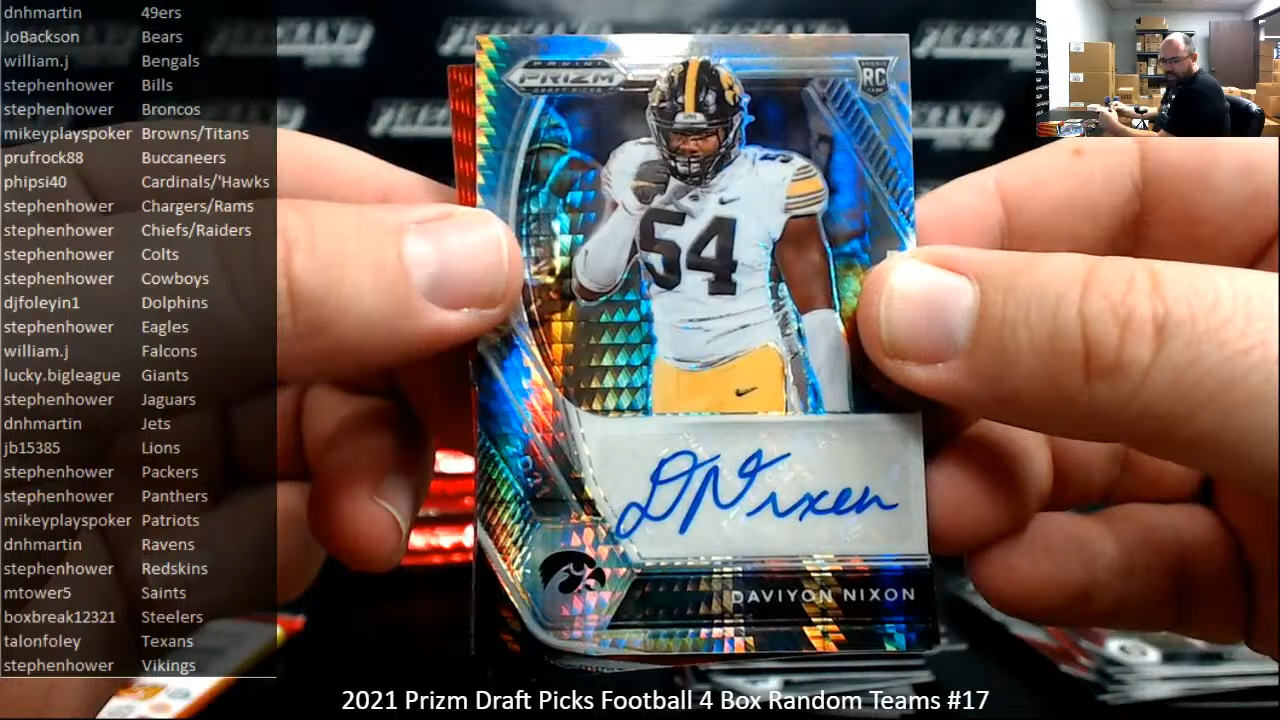 dnhmartin 49ers
JoBackson Bears
william.j Bengals
stephenhower Bills
stephenhower Broncos
mikeyplayspoker Browns/Titans
prufrock88 Buccaneers
phipsi40 Cardinals/'Hawks
stephenhower Chargers/Rams
stephenhower Chiefs/Raiders
stephenhower Colts
stephenhower Cowboys
djfoleyin1 Dolphins
stephenhower Eagles
william.j Falcons
lucky.bigleague Giants
stephenhower Jaguars
dnhmartin Jets
jb15385 Lions
stephenhower Packers
stephenhower Panthers
mikeyplayspoker Patriots
dnhmartin Ravens
stephenhower Redskins
mtower5 Saints
boxbreak12321 Steelers
talonfoley Texans
stephenhower Vikings
PANINI
PRIZM
DRAFT PICKS
RC
54
D Nixon
DAVIYON NIXON
2021 Prizm Draft Picks Football 4 Box Random Teams #17